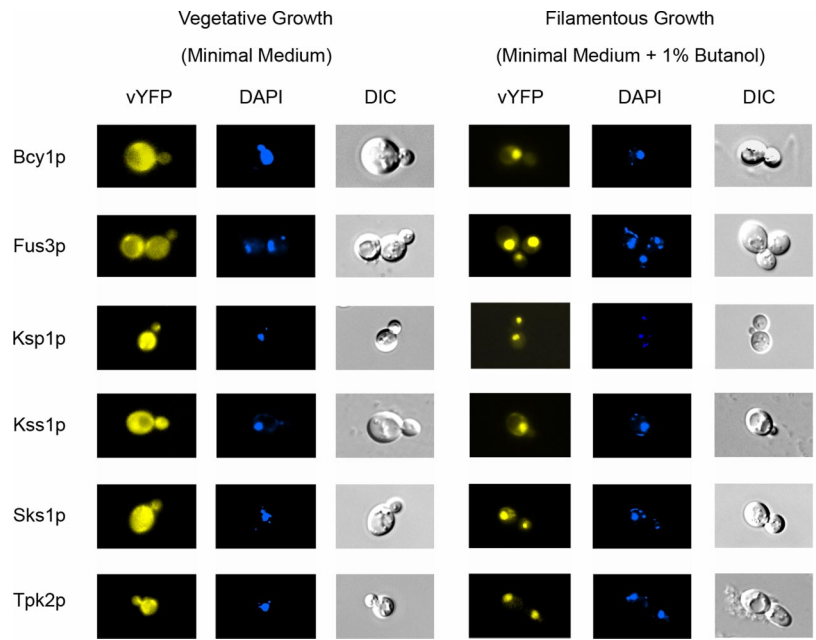 Vegetative Growth Filamentous Growth
(Minimal Medium) (Minimal Medium + 1% Butanol)
vYFP DAPI DIC vYFP DAPI DIC
Bcy1p
Fus3p
Ksp1p
Kss1p
Sks1p
Tpk2p